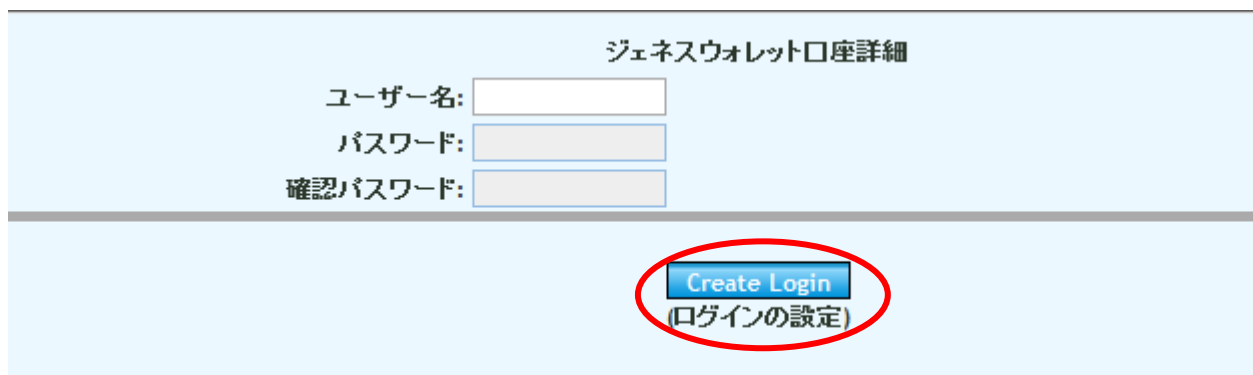 ジェネスウォレット口座詳細
ユーザー名:
パスワード:
確認パスワード:
Create Login
(ログインの設定)